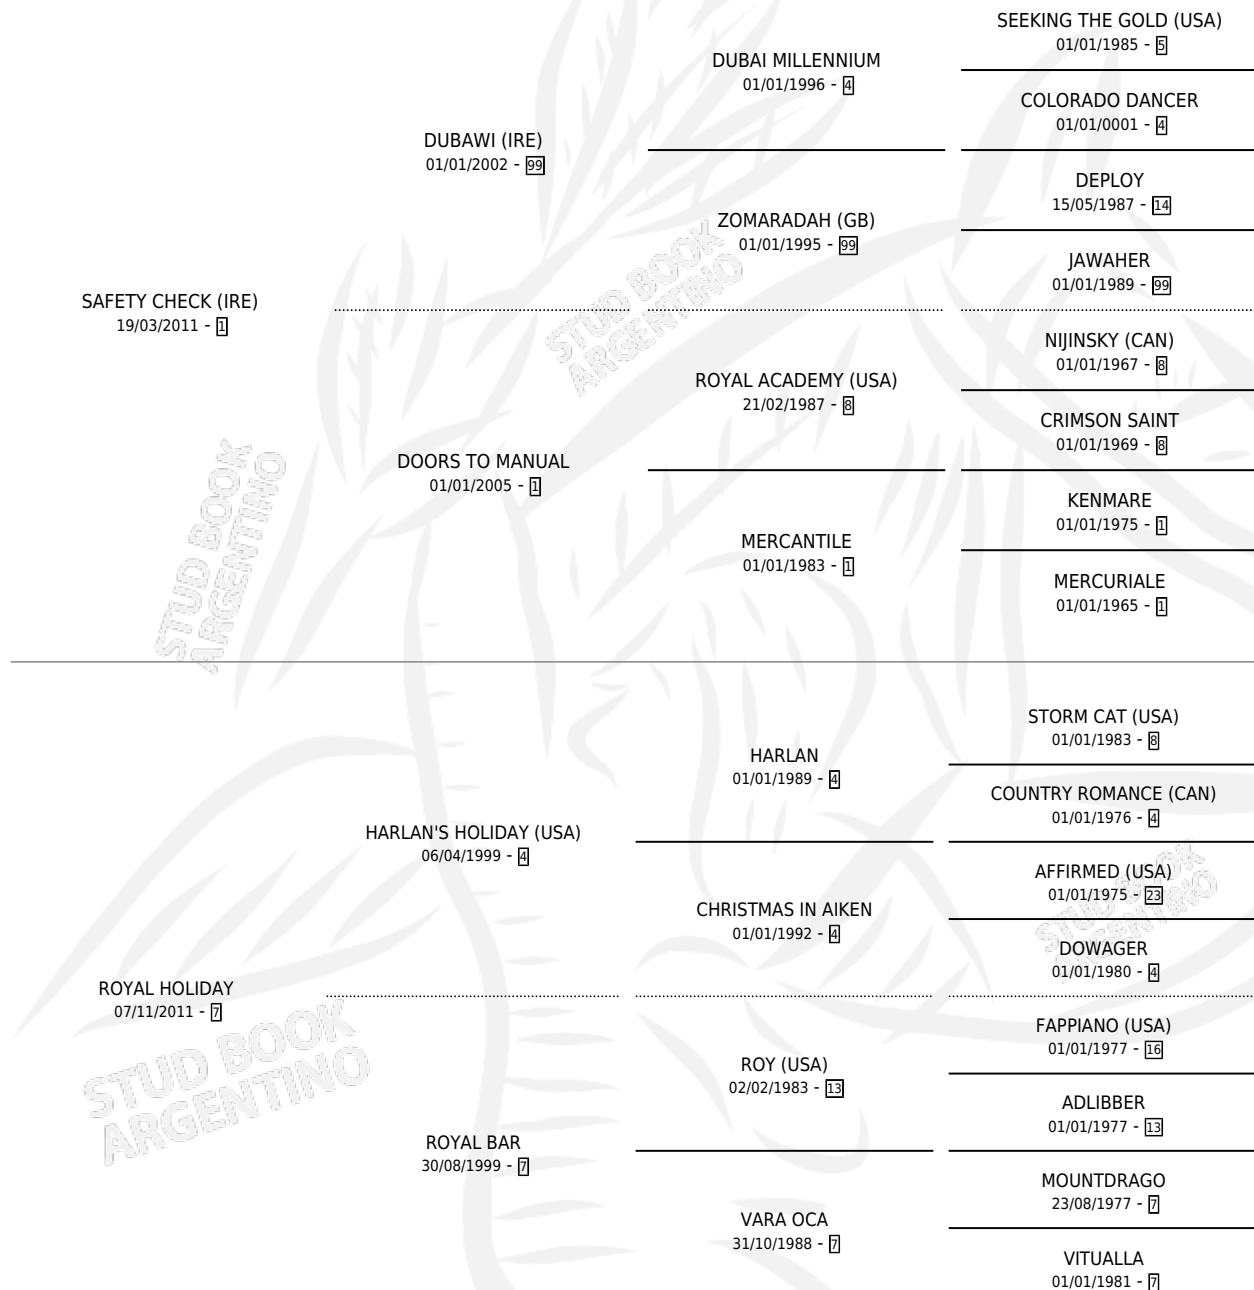 SEEKING THE GOLD (USA)
01/01/1985 - 5
DUBAI MILLENNIUM
01/01/1996 - 4
COLORADO DANCER
01/01/0001 - 4
DUBAWI (IRE)
01/01/2002 - 99
DEPLOY
15/05/1987 - 14
ZOMARADAH (GB)
01/01/1995 - 99
JAWAHER
01/01/1989 - 99
SAFETY CHECK (IRE)
19/03/2011 - 1
NIJINSKY (CAN)
01/01/1967 - 8
ROYAL ACADEMY (USA)
21/02/1987 - 8
CRIMSON SAINT
01/01/1969 - 8
DOORS TO MANUAL
01/01/2005 - 1
KENMARE
01/01/1975 - 1
MERCANTILE
01/01/1983 - 1
MERCURIALE
01/01/1965 - 1
STORM CAT (USA)
01/01/1983 - 8
HARLAN
01/01/1989 - 4
COUNTRY ROMANCE (CAN)
01/01/1976 - 4
HARLAN'S HOLIDAY (USA)
06/04/1999 - 4
AFFIRMED (USA)
01/01/1975 - 23
CHRISTMAS IN AIKEN
01/01/1992 - 4
DOWAGER
01/01/1980 - 4
ROYAL HOLIDAY
07/11/2011 - 7
FAPPIANO (USA)
01/01/1977 - 16
ROY (USA)
02/02/1983 - 13
ADLIBBER
01/01/1977 - 13
ROYAL BAR
30/08/1999 - 7
MOUNTDRAGO
23/08/1977 - 7
VARA OCA
31/10/1988 - 7
VITUALLA
01/01/1981 - 7
STUD BOOK
ARGENTINO
STUD BOOK
ARGENTINO
STUD BOOK
ARGENTINO
STUD BOOK
ARGENTINO